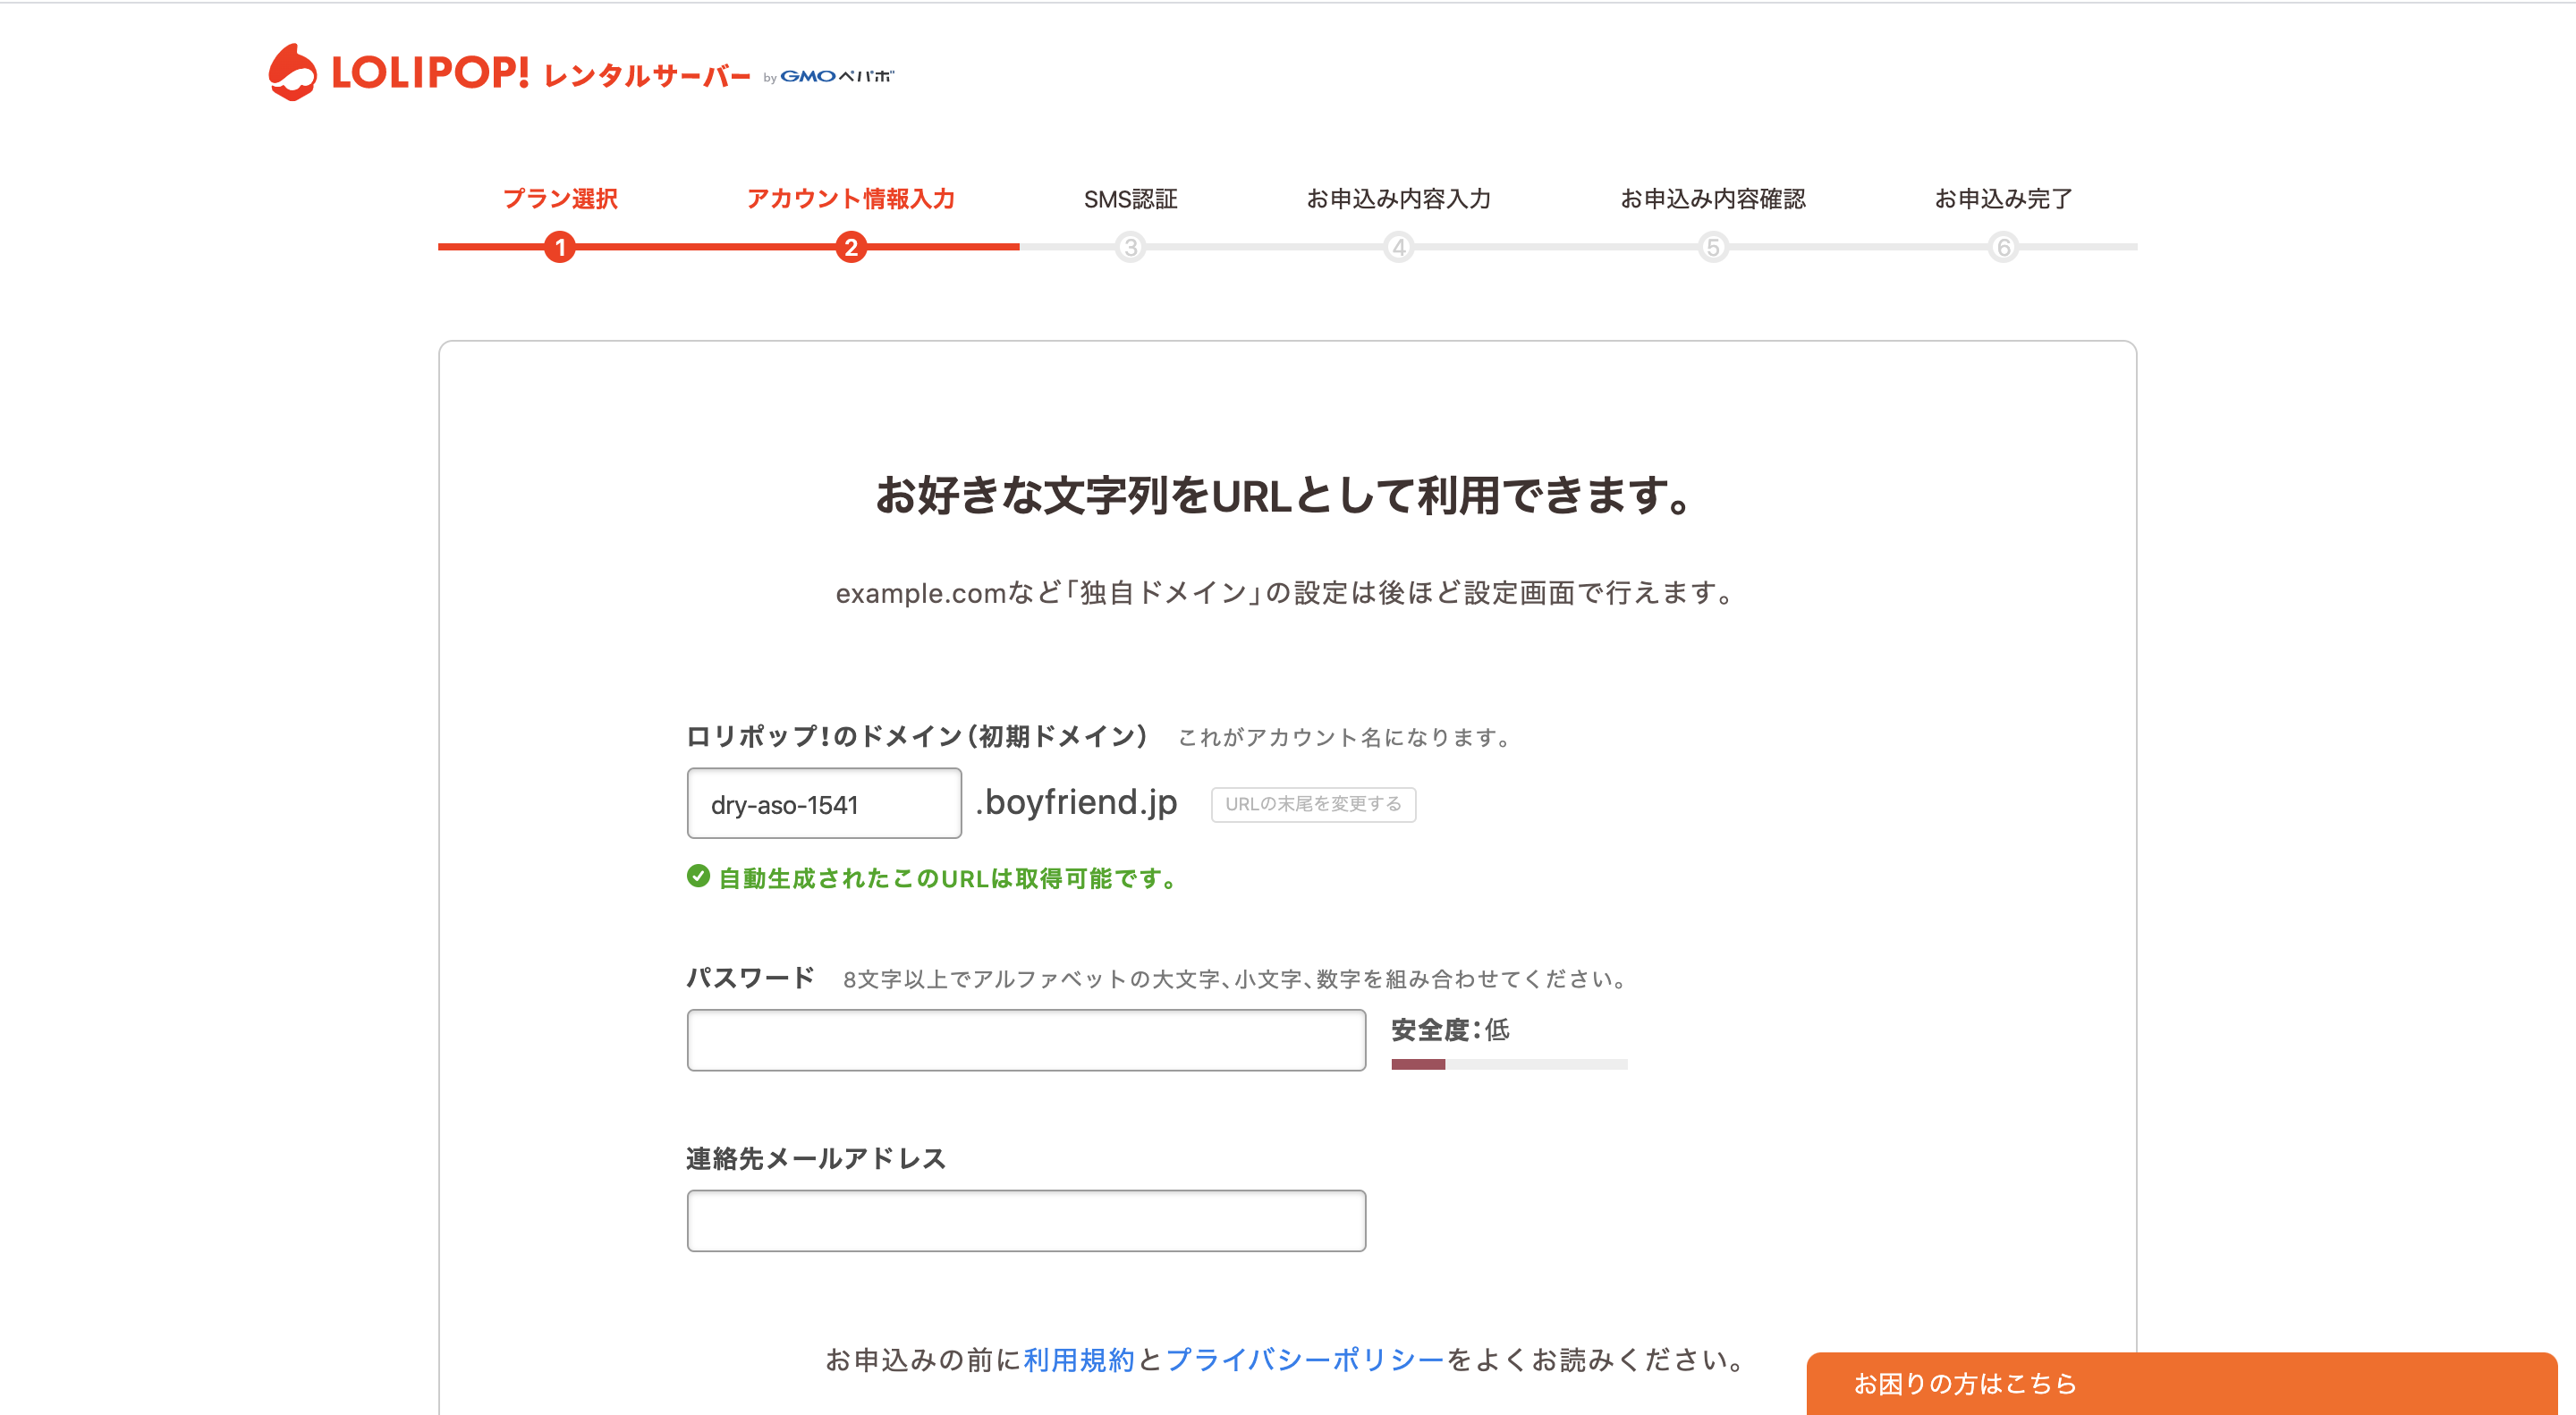 LOLIPOP! レンタルサーバー by GMOペパボ
プラン選択 アカウント情報入力 SMS認証 お申込み内容入力 お申込み内容確認 お申込み完了
1 2 3 4 5 6
お好きな文字列をURLとして利用できます。
example.comなど「独自ドメイン」の設定は後ほど設定画面で行えます。
ロリポップ!のドメイン（初期ドメイン） これがアカウント名になります。
dry-aso-1541 .boyfriend.jp URLの末尾を変更する
自動生成されたこのURLは取得可能です。
パスワード 8文字以上でアルファベットの大文字、小文字、数字を組み合わせてください。
安全度：低
連絡先メールアドレス
お申込みの前に利用規約とプライバシーポリシーをよくお読みください。
お困りの方はこちら